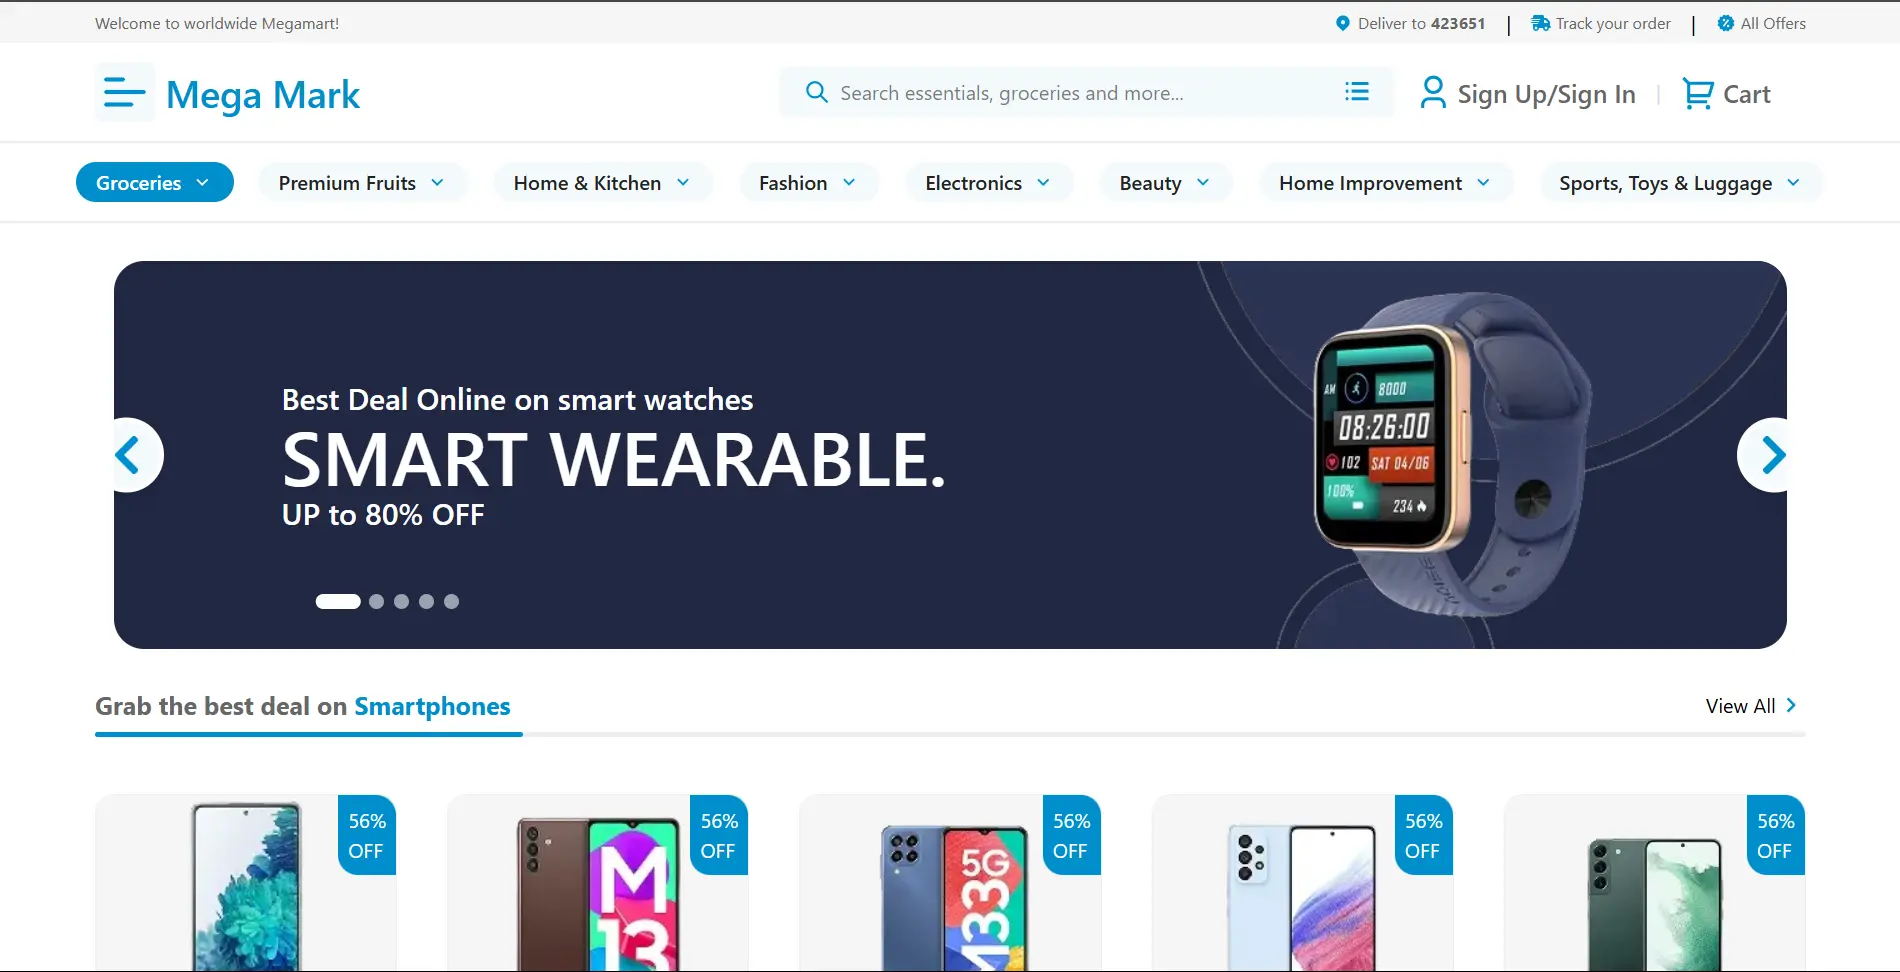 Welcome to worldwide Megamart!
Deliver to 423651 | Track your order | All Offers
Mega Mark
Search essentials, groceries and more...
Sign Up/Sign In | Cart
Groceries
Premium Fruits
Home & Kitchen
Fashion
Electronics
Beauty
Home Improvement
Sports, Toys & Luggage
Best Deal Online on smart watches
SMART WEARABLE.
UP to 80% OFF
AM
8000
08:26:00
102
SAT 04/06
100%
234
Grab the best deal on Smartphones
View All
56%
OFF
56%
OFF
56%
OFF
56%
OFF
56%
OFF
M
13
5G
M33